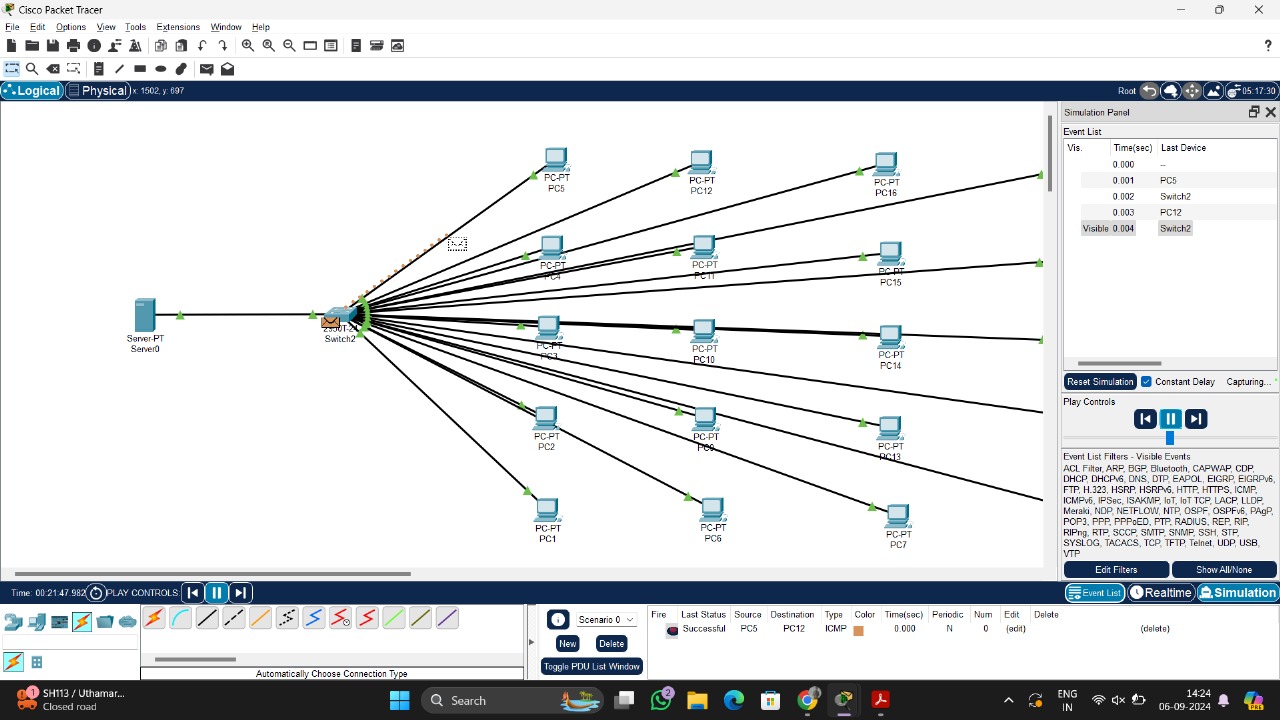 Cisco Packet Tracer
File Edit Options View Tools Extensions Window Help
?
Logical Physical x: 1502, y: 697 Root 05:17:30
Simulation Panel
Event List
Vis. Time(sec) Last Device
0.000 --
0.001 PC5
0.002 Switch2
0.003 PC12
Visible 0.004 Switch2
Reset Simulation Constant Delay Capturing...
Play Controls
Event List Filters - Visible Events
ACL Filter, ARP, BGP, Bluetooth, CAPWAP, CDP,
DHCP, DHCPv6, DNS, DTP, EAPOL, EIGRP, EIGRPv6,
FTP, H.323, HSRP, HSRPv6, HTTP, HTTPS, ICMP,
ICMPv6, IPSec, ISAKMP, IoT, IoT TCP, LACP, LLDP,
Meraki, NDP, NETFLOW, NTP, OSPF, OSPFv6, PAgP,
POP3, PPP, PPPoED, PTP, RADIUS, REP, RIP,
RIPng, RTP, SCCP, SMTP, SNMP, SSH, STP,
SYSLOG, TACACS, TCP, TFTP, Telnet, UDP, USB,
VTP
Edit Filters Show All/None
PC-PT
PC5
PC-PT
PC12
PC-PT
PC16
PC-PT
PC4
PC-PT
PC11
PC-PT
PC15
Server-PT
Server0
2950T-24
Switch2
PC-PT
PC3
PC-PT
PC10
PC-PT
PC14
PC-PT
PC2
PC-PT
PC9
PC-PT
PC13
PC-PT
PC1
PC-PT
PC6
PC-PT
PC7
Time: 00:21:47.982 PLAY CONTROLS: Event List Realtime Simulation
Automatically Choose Connection Type
Scenario 0
New Delete
Toggle PDU List Window
Fire Last Status Source Destination Type Color Time(sec) Periodic Num Edit Delete
Successful PC5 PC12 ICMP 0.000 N 0 (edit) (delete)
1
SH113 / Uthamar...
Closed road
Search
2
ENG
IN
14:24
06-09-2024